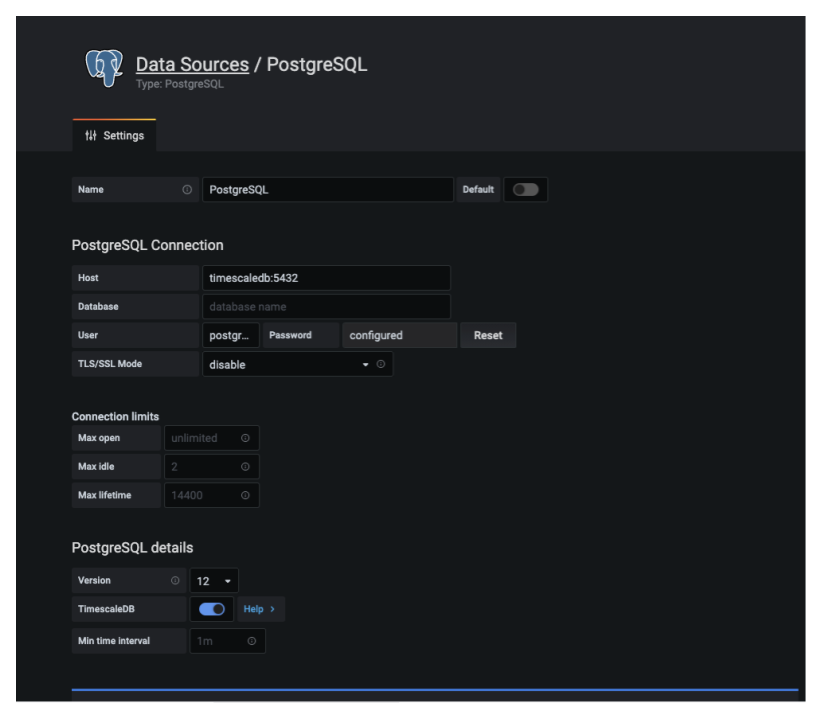 Data Sources / PostgreSQL
Type: PostgreSQL
Settings
Name PostgreSQL Default
PostgreSQL Connection
Host timescaledb:5432
Database database name
User postgr... Password configured Reset
TLS/SSL Mode disable
Connection limits
Max open unlimited
Max idle 2
Max lifetime 14400
PostgreSQL details
Version 12
TimescaleDB Help >
Min time interval 1m